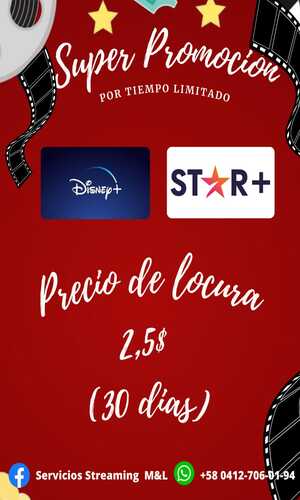 Super Promocion
POR TIEMPO LIMITADO
Disney+
STAR+
Precio de locura
2,5$
(30 días)
Servicios Streaming M&L +58 0412-706-01-94